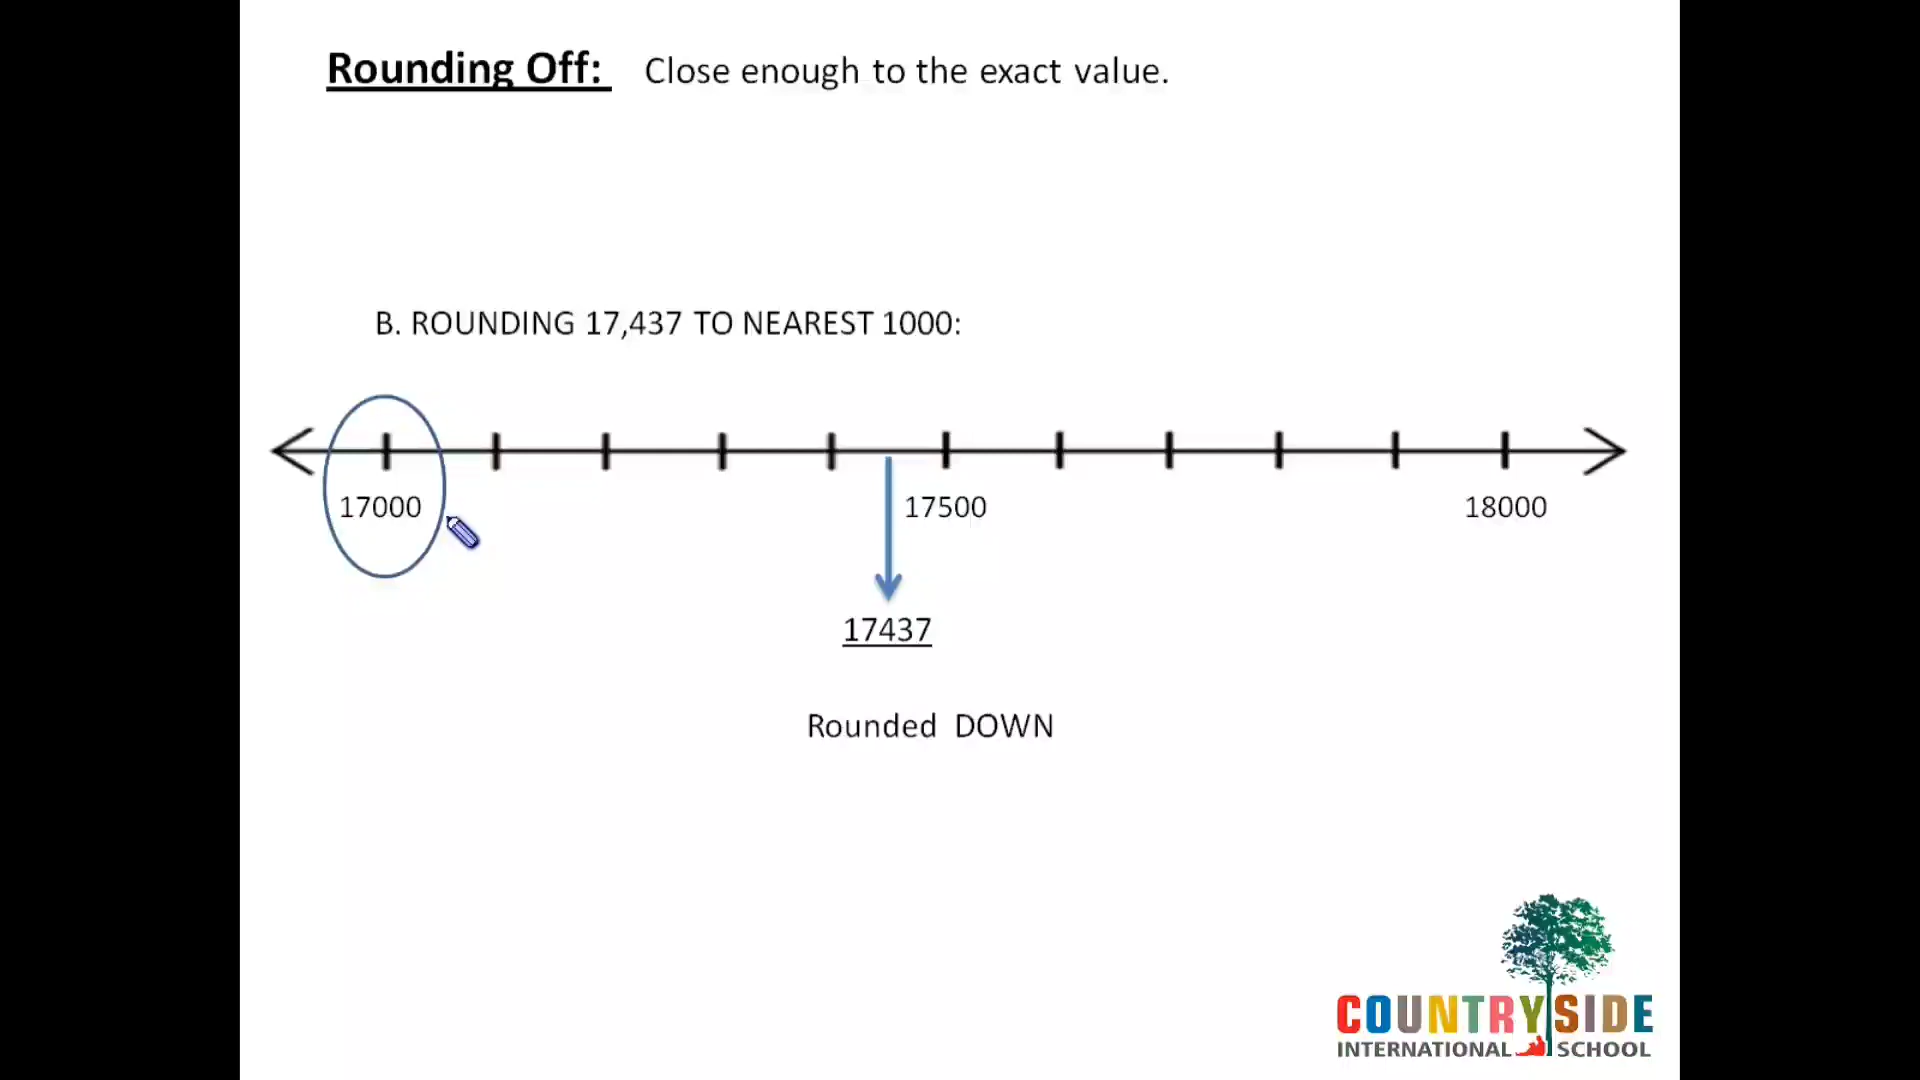 Rounding Off: Close enough to the exact value.
B. ROUNDING 17,437 TO NEAREST 1000:
17000 17500 18000
17437
Rounded DOWN
COUNTRYSIDE
INTERNATIONAL SCHOOL